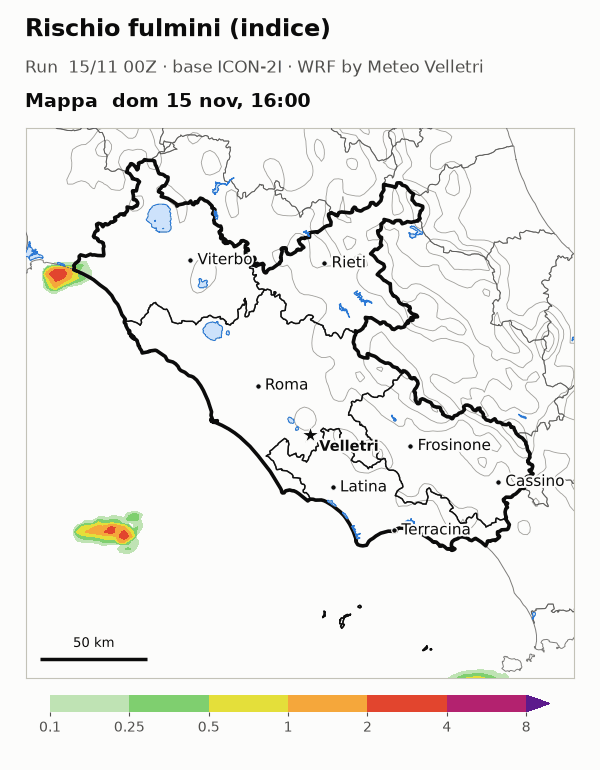 Rischio fulmini (indice)
Run  15/11 00Z · base ICON-2I · WRF by Meteo Velletri
Mappa  dom 15 nov, 16:00
Viterbo
Rieti
Roma
Velletri
Frosinone
Cassino
Latina
Terracina
50 km
0.1 0.25 0.5 1 2 4 8